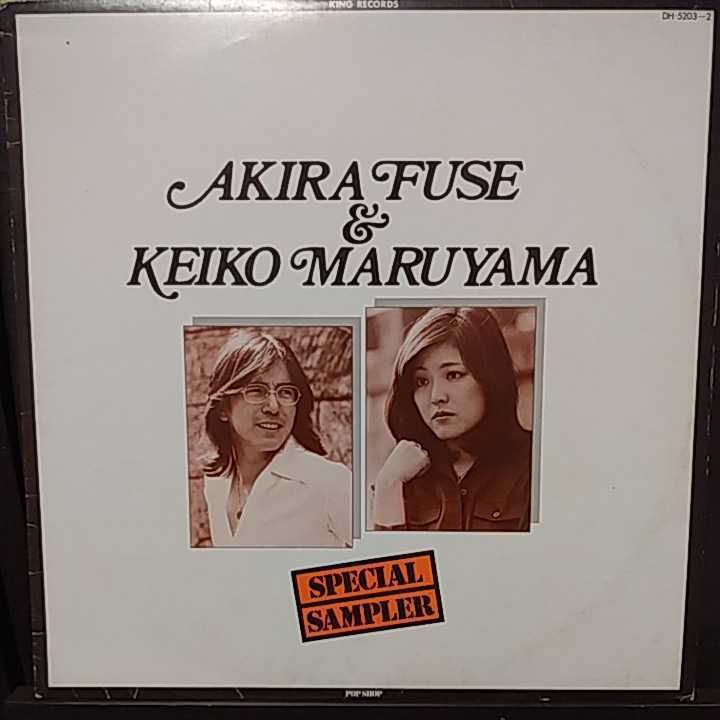 KING RECORDS
DH-5203-2
AKIRA FUSE
&
KEIKO MARUYAMA
SPECIAL
SAMPLER
POP SHOP